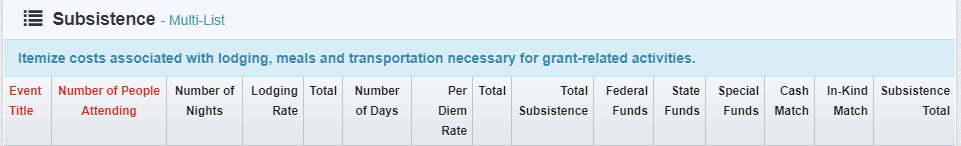 Subsistence - Multi-List
Itemize costs associated with lodging, meals and transportation necessary for grant-related activities.
Event Title
Number of People Attending
Number of Nights
Lodging Rate
Total
Number of Days
Per Diem Rate
Total
Total Subsistence
Federal Funds
State Funds
Special Funds
Cash Match
In-Kind Match
Subsistence Total